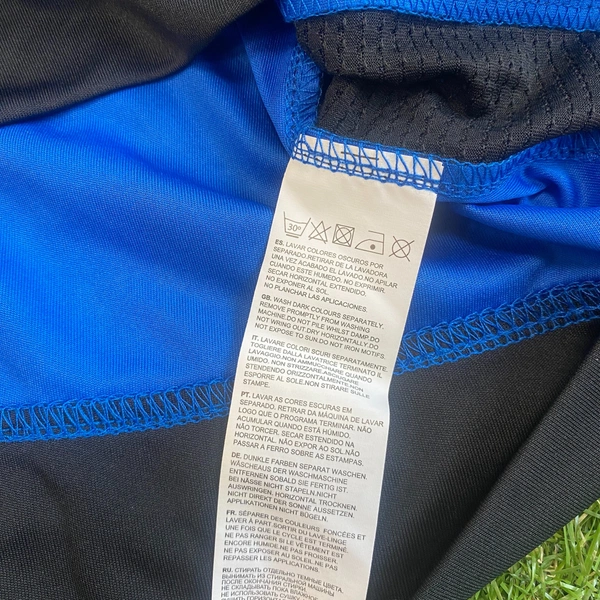 30º
ES. LAVAR COLORES OSCUROS POR
SEPARADO.RETIRAR DE LA LAVADORA
UNA VEZ ACABADO EL LAVADO.NO APILAR
CUANDO ESTE HUMEDO. NO EXPRIMIR.
SECAR HORIZONTAL EXTENDIDO.
NO EXPONER AL SOL.
NO PLANCHAR LAS APLICACIONES.
GB. WASH DARK COLOURS SEPARATELY.
REMOVE PROMPTLY FROM WASHING
MACHINE.DO NOT PILE WHILST DAMP.DO
NOT WRING OUT.DRY HORIZONTALLY.DO
NOT EXPOSE TO SUN.DO NOT IRON MOTIFS.
IT. LAVARE COLORI SCURI SEPARATAMENTE.
TOGLIERE DALLA LAVATRICE TERMINATO IL
LAVAGGIO.NON AMMUCCHIARE QUANDO
UMIDO. NON STRIZZARE.ASCIUGARE
STENDENDO ORIZZONTALMENTE.NON
ESPORRE AL SOLE.NON STIRARE SULLE
STAMPE.
PT. LAVAR AS CORES ESCURAS EM
SEPARADO. RETIRAR DA MÁQUINA DE LAVAR
LOGO QUE O PROGRAMA TERMINAR. NÃO
ACUMULAR QUANDO ESTÁ HÚMIDO.
NÃO TORCER. SECAR ESTENDIDO NA
HORIZONTAL. NÃO EXPOR AO SOL.NÃO
PASSAR A FERRO SOBRE AS ESTAMPAS.
DE. DUNKLE FARBEN SEPARAT WASCHEN.
WÄSCHEAUS DER WASCHMASCHINE
ENTFERNEN SOBALD SIE FERTIG IST.
BEI NÄSSE NICHT STAPELN.NICHT
AUSWRINGEN. HORIZONTAL TROCKNEN.
NICHT DIREKT DER SONNE AUSSETZEN.
APPLIKATIONEN NICHT BÜGELN.
FR. SÉPARER DES COULEURS FONCÉES ET
LAVER À PART.SORTIR DU LAVE-LINGE
UNE FOIS QUE LE CYCLE EST TERMINÉ.
NE PAS RANGER SI LE VÊTEMENT EST
ENCORE HUMIDE.NE PAS ESSORER.
NE PAS EXPOSER AU SOLEIL. NE PAS
REPASSER LES APPLICATIONS.
RU. СТИРАТЬ ОТДЕЛЬНО ТЕМНЫЕ ЦВЕТА,
ВЫНИМАТЬ ИЗ СТИРАЛЬНОЙ МАШИНЫ
ПОСЛЕ ОКОНЧАНИЯ СТИРКИ.
НЕ СКЛАДЫВАТЬ ПОКА ВЛАЖНОЕ.
НЕ ИСПОЛЬЗОВАТЬ СУШКУ.